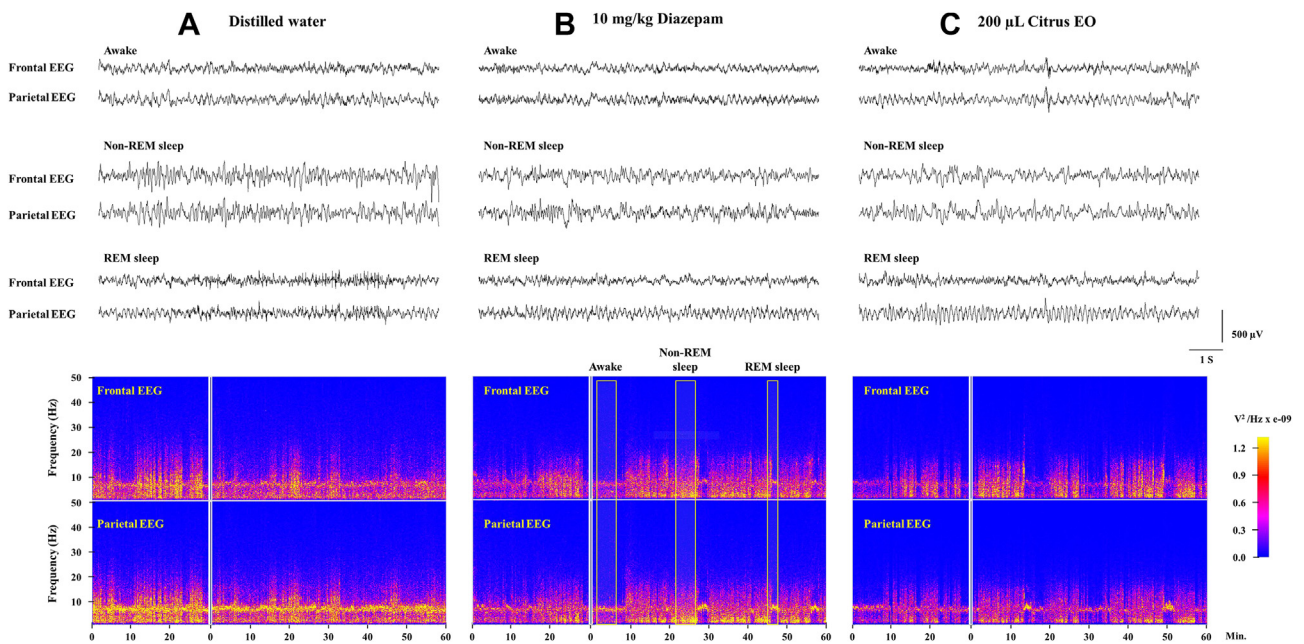 A Distilled water
B 10 mg/kg Diazepam
C 200 µL Citrus EO
Awake Awake Awake
Frontal EEG
Parietal EEG
Non-REM sleep Non-REM sleep Non-REM sleep
Frontal EEG
Parietal EEG
REM sleep REM sleep REM sleep
Frontal EEG
Parietal EEG
500 µV
1 S
Awake
Non-REM
sleep
REM sleep
Frequency (Hz)
50
40
30
20
10
Frontal EEG Frontal EEG Frontal EEG
Frequency (Hz)
50
40
30
20
10
Parietal EEG Parietal EEG Parietal EEG
0 10 20 0 10 20 30 40 50 60
0 10 20 0 10 20 30 40 50 60
0 10 20 0 10 20 30 40 50 60
Min.
V²/Hz x e-09
1.2
0.9
0.6
0.3
0.0